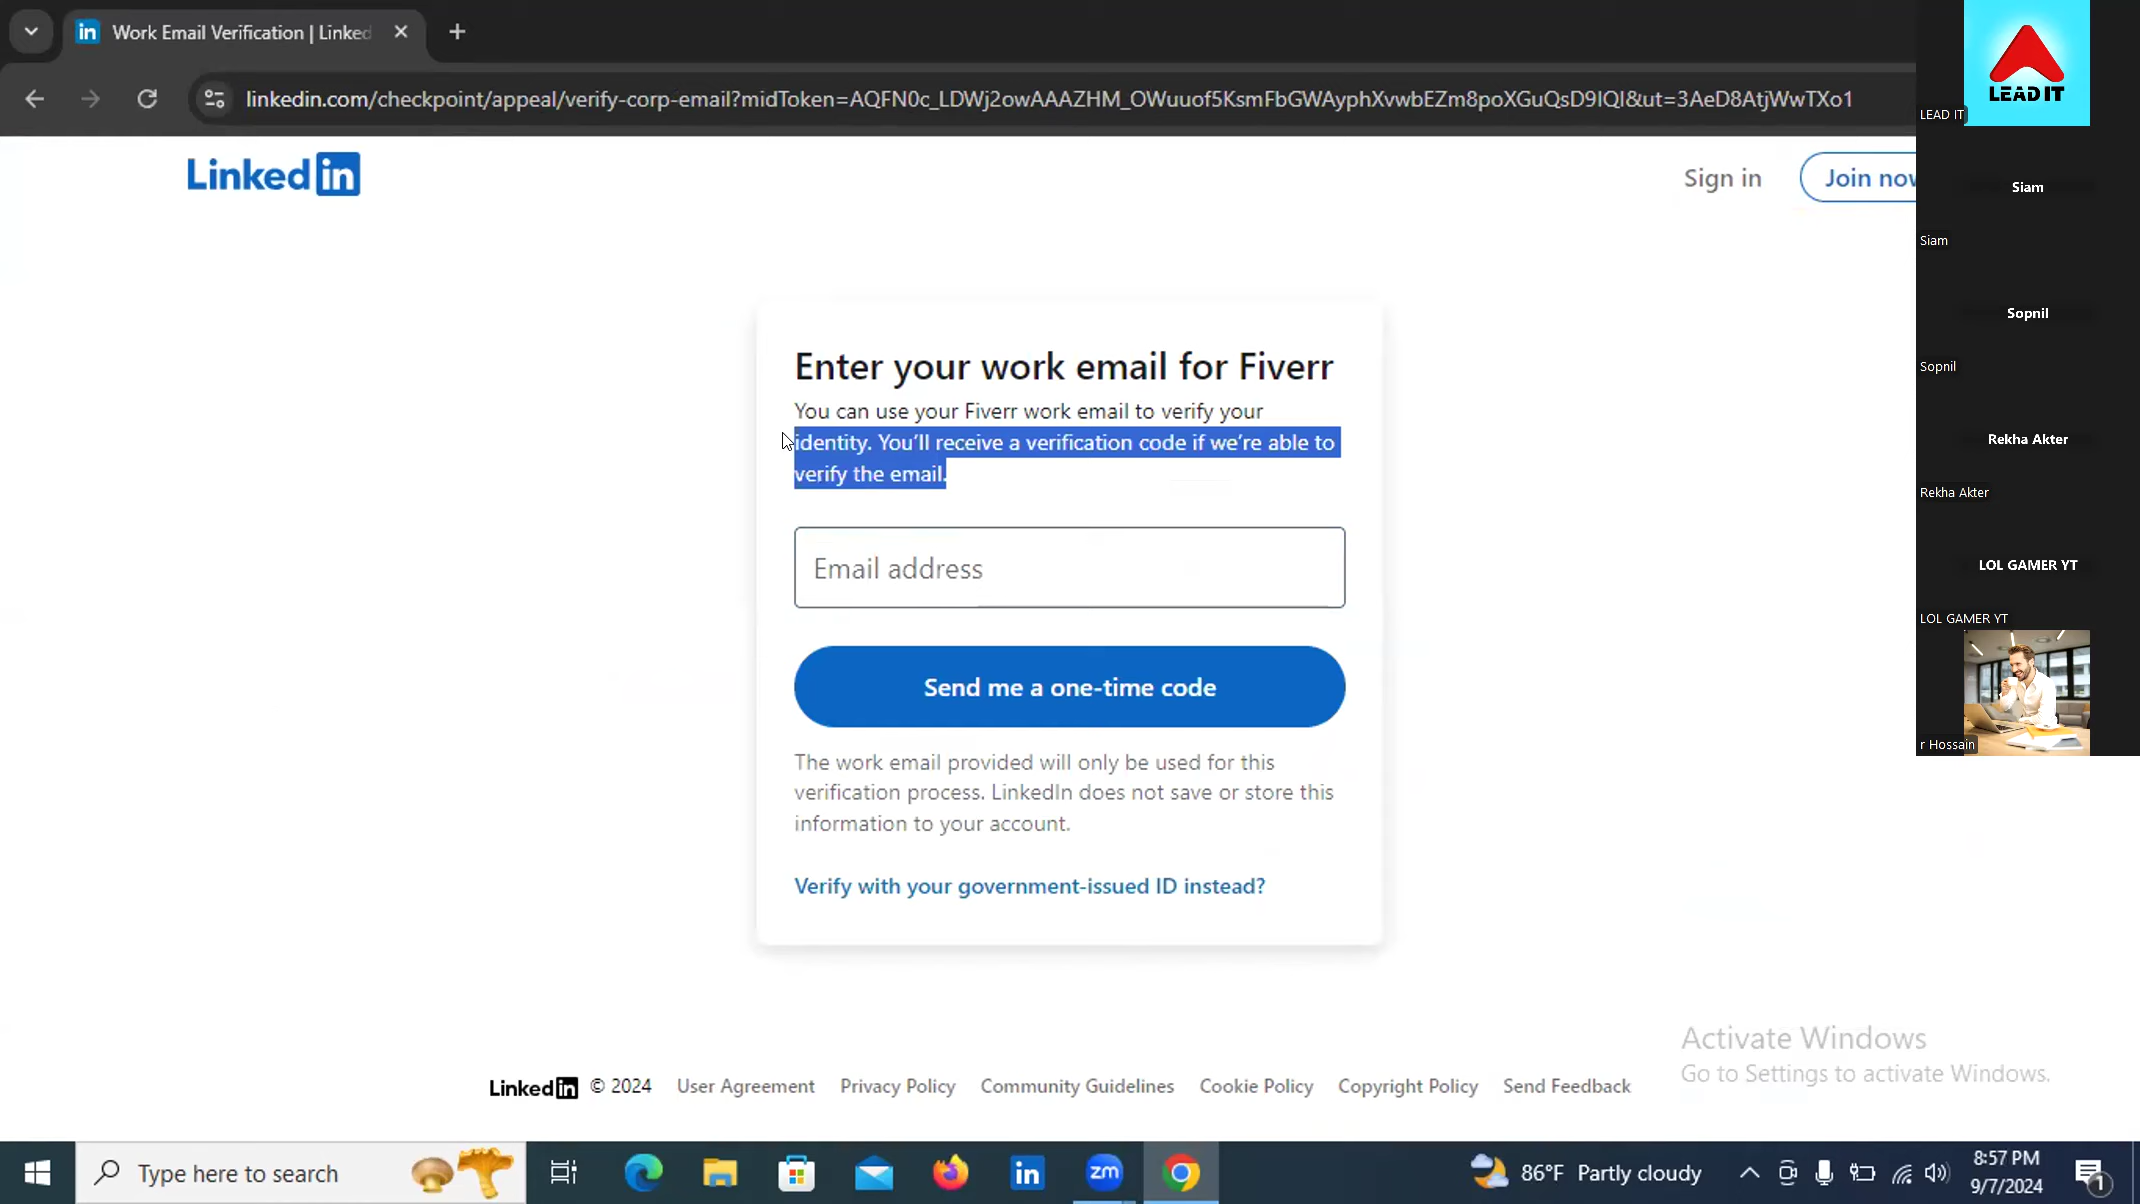 Work Email Verification | Linked
linkedin.com/checkpoint/appeal/verify-corp-email?midToken=AQFN0c_LDWj2owAAAZHM_OWuuof5KsmFbGWAyphXvwbEZm8poXGuQsD9IQI&ut=3AeD8AtjWwTXo1
Linked in
Sign in
Join now
Enter your work email for Fiverr
You can use your Fiverr work email to verify your
identity. You'll receive a verification code if we're able to
verify the email.
Email address
Send me a one-time code
The work email provided will only be used for this
verification process. LinkedIn does not save or store this
information to your account.
Verify with your government-issued ID instead?
Linked in © 2024 User Agreement Privacy Policy Community Guidelines Cookie Policy Copyright Policy Send Feedback
Activate Windows
Go to Settings to activate Windows.
LEAD IT
LEAD IT
Siam
Siam
Sopnil
Sopnil
Rekha Akter
Rekha Akter
LOL GAMER YT
LOL GAMER YT
r Hossain
Type here to search
in
zm
86°F Partly cloudy
8:57 PM
9/7/2024
1